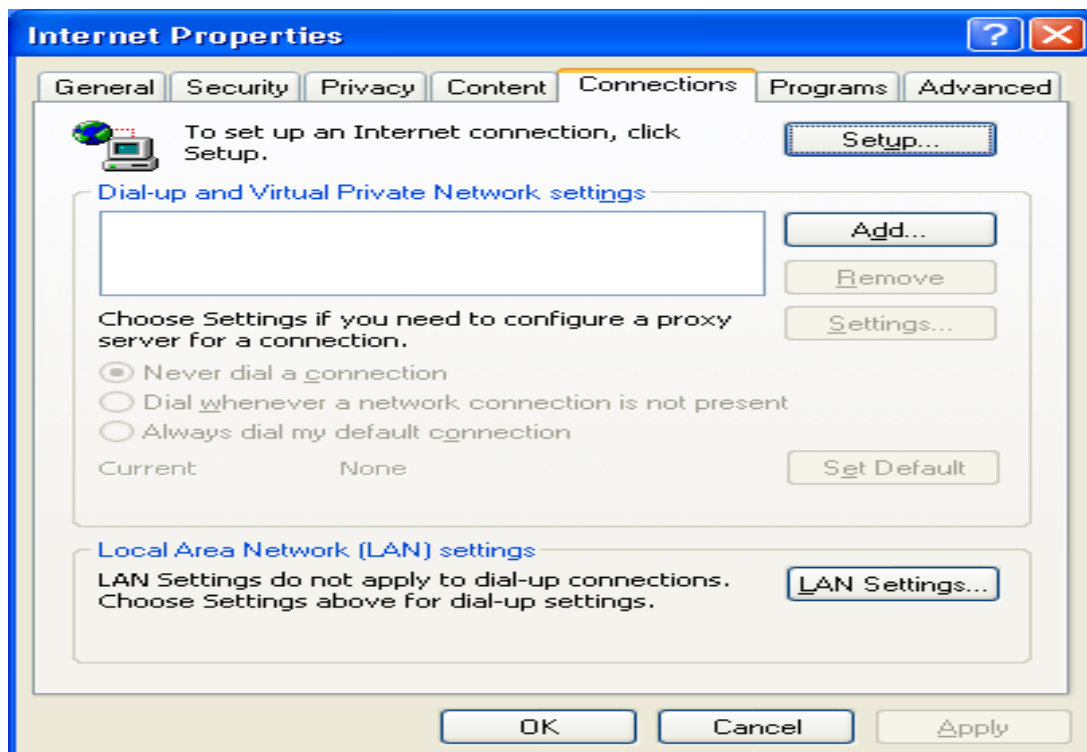 Internet Properties
?
General Security Privacy Content Connections Programs Advanced
To set up an Internet connection, click
Setup.
Setup...
Dial-up and Virtual Private Network settings
Add...
Remove
Choose Settings if you need to configure a proxy
server for a connection.
Settings...
Never dial a connection
Dial whenever a network connection is not present
Always dial my default connection
Current None
Set Default
Local Area Network (LAN) settings
LAN Settings do not apply to dial-up connections.
Choose Settings above for dial-up settings.
LAN Settings...
OK Cancel Apply